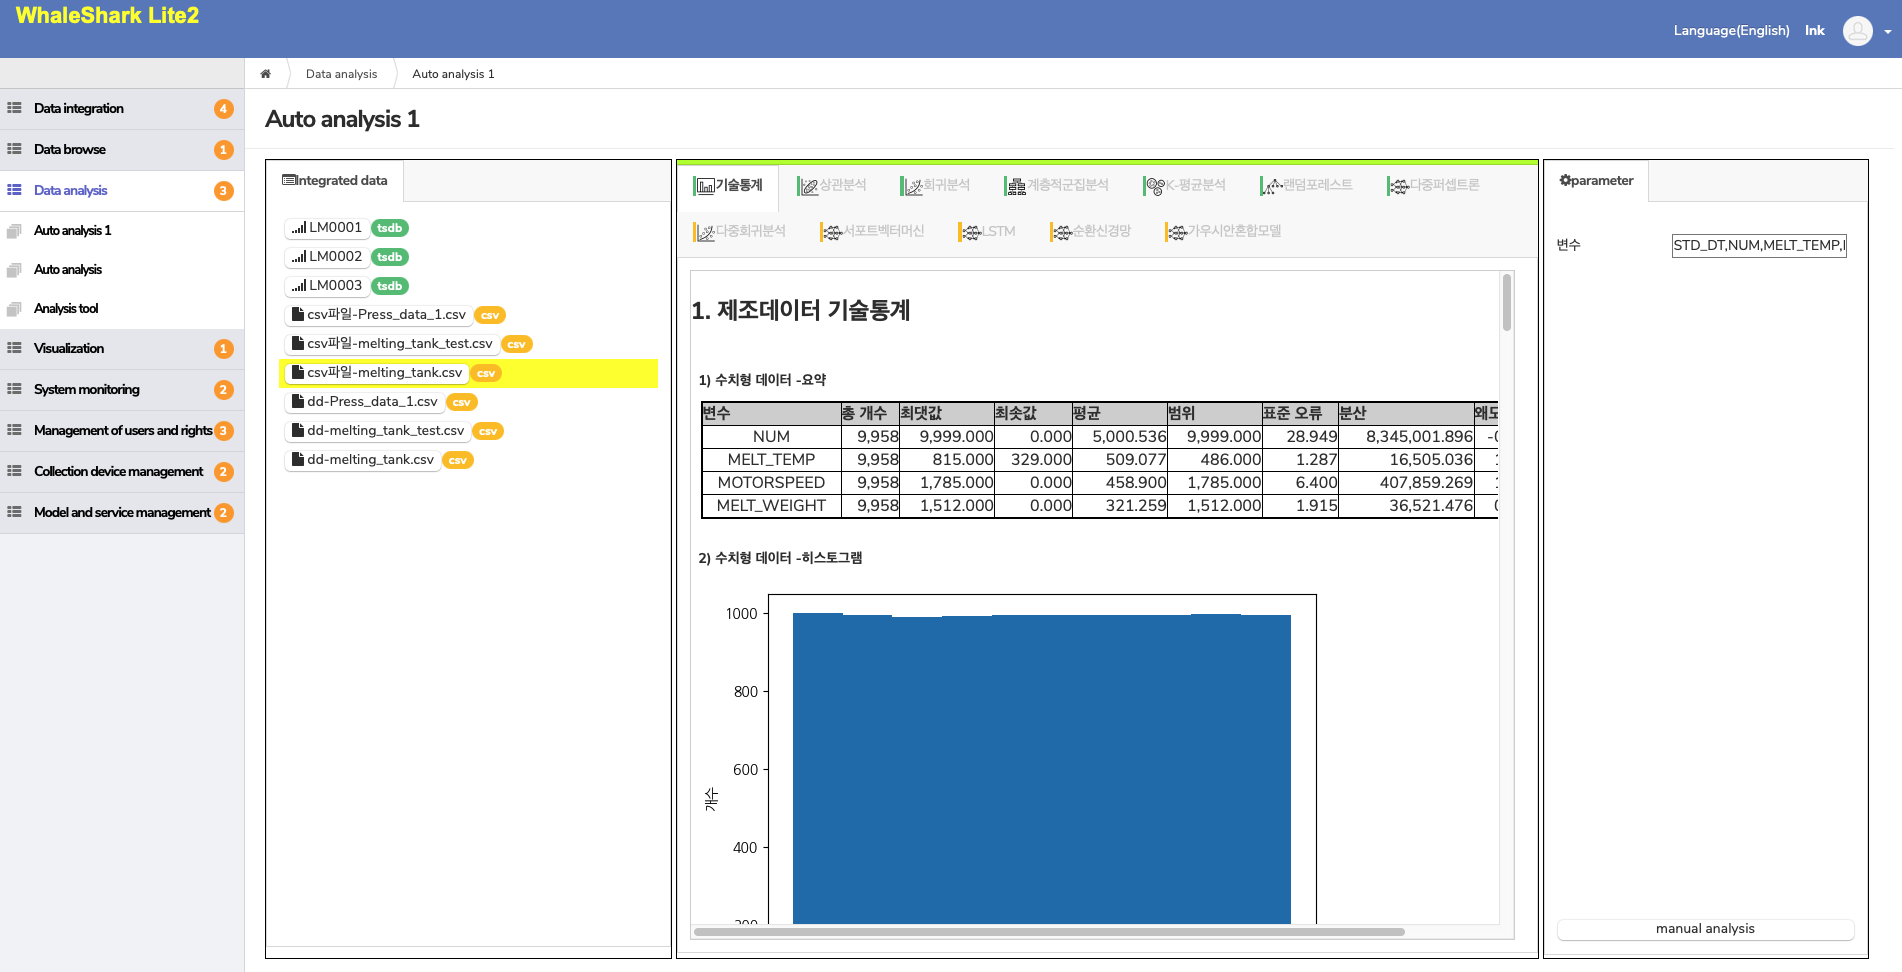 WhaleShark Lite2
Language(English) Ink
Data analysis Auto analysis 1
Data integration 4
Data browse 1
Data analysis 3
Auto analysis 1
Auto analysis
Analysis tool
Visualization 1
System monitoring 2
Management of users and rights 3
Collection device management 2
Model and service management 2
Auto analysis 1
Integrated data
LM0001 tsdb
LM0002 tsdb
LM0003 tsdb
csv파일-Press_data_1.csv csv
csv파일-melting_tank_test.csv csv
csv파일-melting_tank.csv csv
dd-Press_data_1.csv csv
dd-melting_tank_test.csv csv
dd-melting_tank.csv csv
기술통계 상관분석 회귀분석 계층적군집분석 K-평균분석 랜덤포레스트 다중퍼셉트론
다중회귀분석 서포트벡터머신 LSTM 순환신경망 가우시안혼합모델
1. 제조데이터 기술통계
1) 수치형 데이터 -요약
변수 총 개수 최댓값 최솟값 평균 범위 표준 오류 분산 왜도
NUM 9,958 9,999.000 0.000 5,000.536 9,999.000 28.949 8,345,001.896
MELT_TEMP 9,958 815.000 329.000 509.077 486.000 1.287 16,505.036
MOTORSPEED 9,958 1,785.000 0.000 458.900 1,785.000 6.400 407,859.269
MELT_WEIGHT 9,958 1,512.000 0.000 321.259 1,512.000 1.915 36,521.476
2) 수치형 데이터 -히스토그램
1000
800
600
개수
400
200
parameter
변수 STD_DT,NUM,MELT_TEMP,
manual analysis